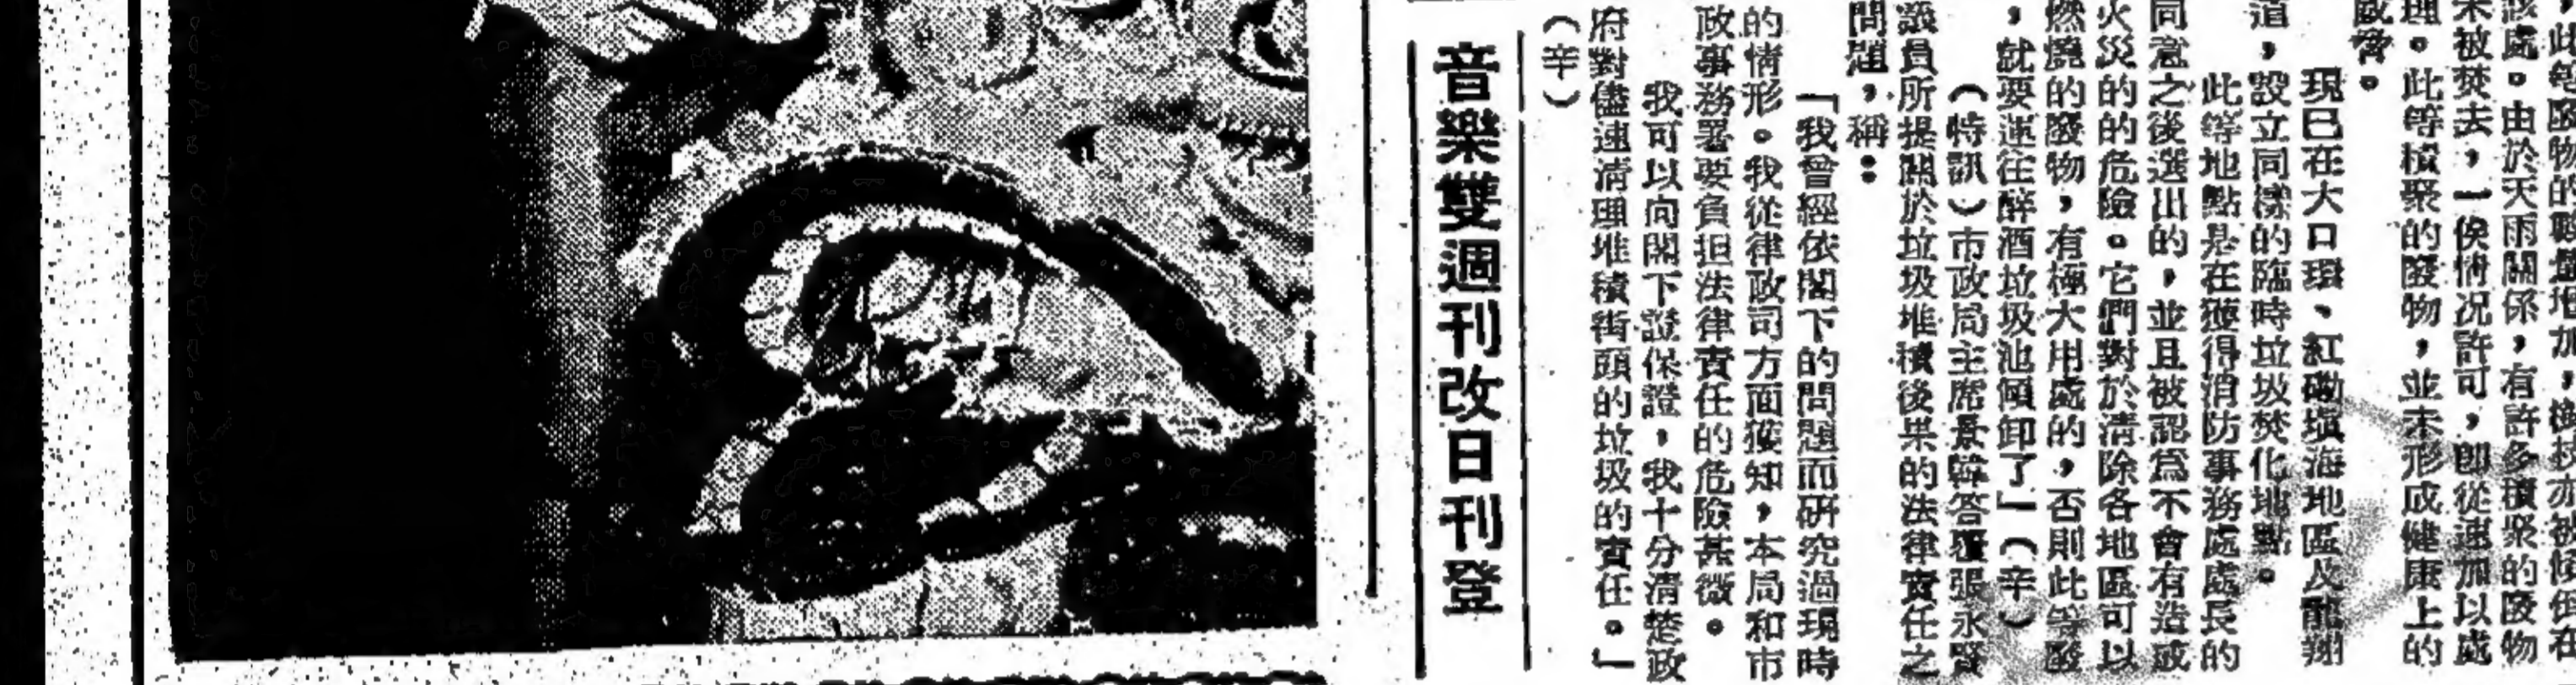 ，此等廢物的數量增加，樹枝亦被
該處。由於天雨關係，有許多積聚的廢物
未被焚去，一俟情况許可，即從速加以處
理。此等積聚的廢物，並未形成健康上的
威脅。
現已在大口環、紅磡填海地區及龍翔
道，設立同樣的臨時垃圾焚化地點。
此等地點是在獲得消防事務處處長的
同意之後選出的，並且被認為不會有造成
火災的的危險。它們對於清除各地區可以
燃燒的廢物，有極大用處的，否則此等廢
，就要運往醉酒垃圾池傾卸了」（辛）
（特訊）市政局主席景韓答覆張永賢
議員所提關於垃圾堆積後果的法律責任之
問題，稱：
「我曾經依閣下的問題而研究過現時
的情形。我從律政司方面獲知，本局和市
政事務署要負担法律責任的危險甚微。
我可以向閣下證保證，我十分清楚政
府對儘速清理堆積街頭的垃圾的責任。」
（辛）
音樂雙週刊改日刊登